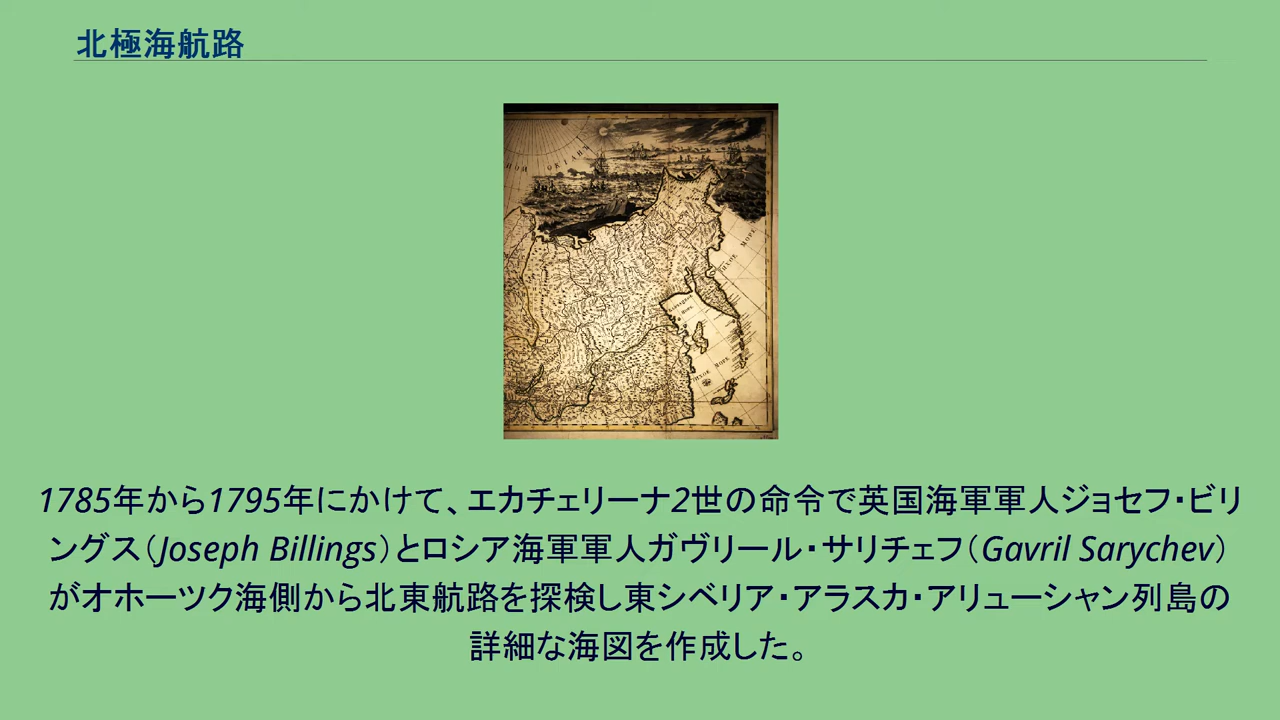 北極海航路
1785年から1795年にかけて、エカチェリーナ2世の命令で英国海軍軍人ジョセフ・ビリ
ングス（Joseph Billings）とロシア海軍軍人ガヴリール・サリチェフ（Gavril Sarychev）
がオホーツク海側から北東航路を探検し東シベリア・アラスカ・アリューシャン列島の
詳細な海図を作成した。